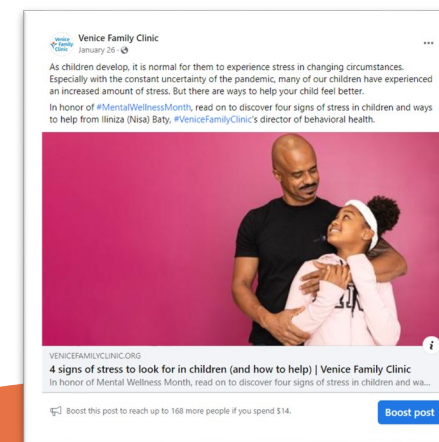 Venice
Family
Clinic
Venice Family Clinic
January 26 ·
As children develop, it is normal for them to experience stress in changing circumstances.
Especially with the constant uncertainty of the pandemic, many of our children have experienced
an increased amount of stress. But there are ways to help your child feel better.
In honor of #MentalWellnessMonth, read on to discover four signs of stress in children and ways
to help from Iliniza (Nisa) Baty, #VeniceFamilyClinic's director of behavioral health.
VENICEFAMILYCLINIC.ORG
4 signs of stress to look for in children (and how to help) | Venice Family Clinic
In honor of Mental Wellness Month, read on to discover four signs of stress in children and wa...
Boost this post to reach up to 168 more people if you spend $14.
Boost post